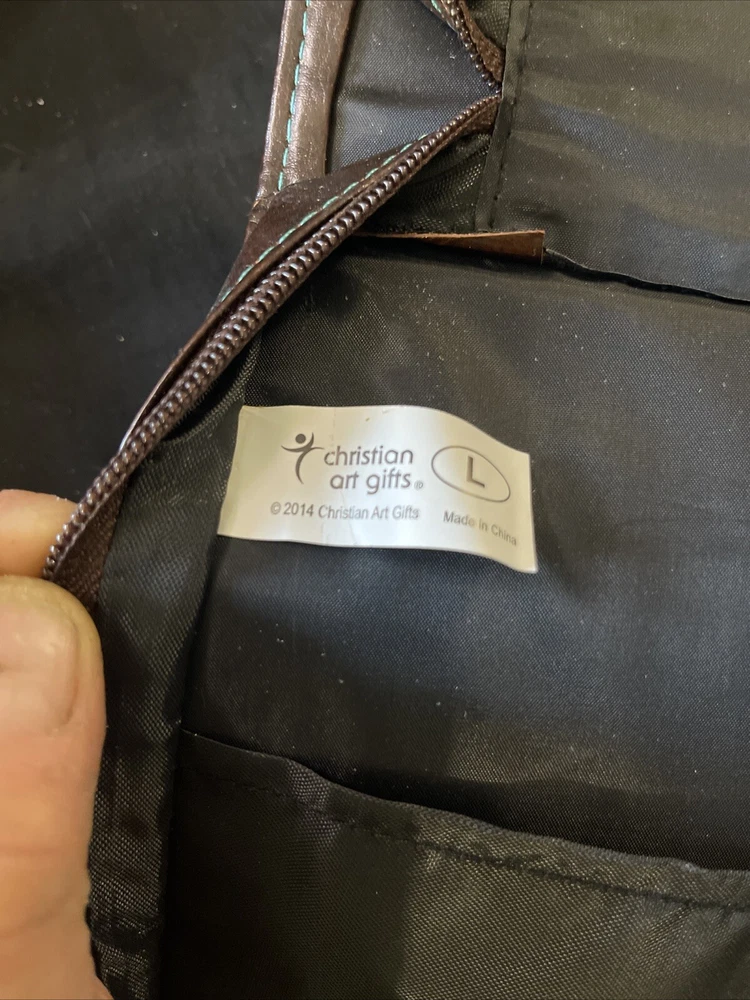 christian
art gifts®
L
© 2014 Christian Art Gifts
Made in China